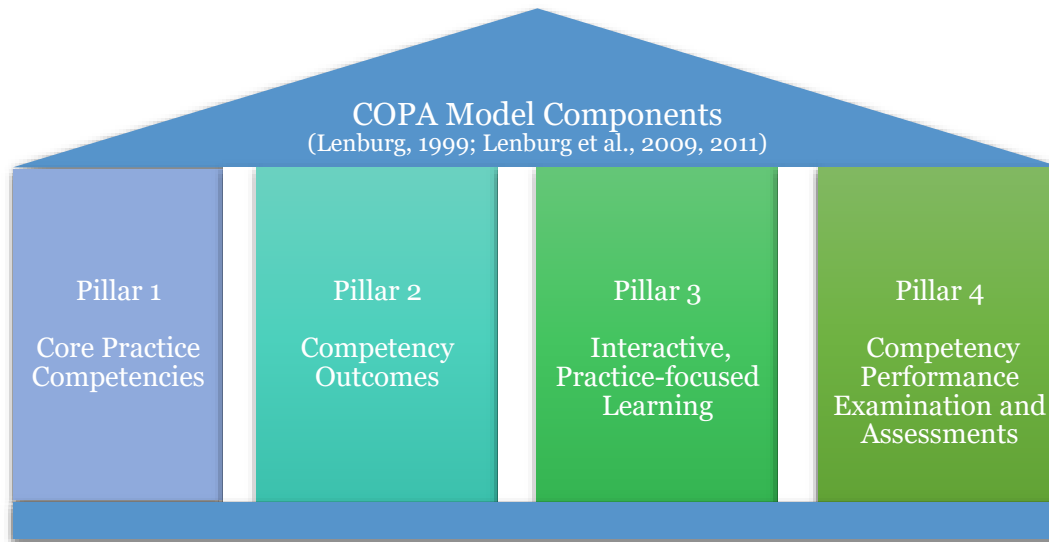 COPA Model Components
(Lenburg, 1999; Lenburg et al., 2009, 2011)
Pillar 1
Core Practice
Competencies
Pillar 2
Competency
Outcomes
Pillar 3
Interactive,
Practice-focused
Learning
Pillar 4
Competency
Performance
Examination and
Assessments